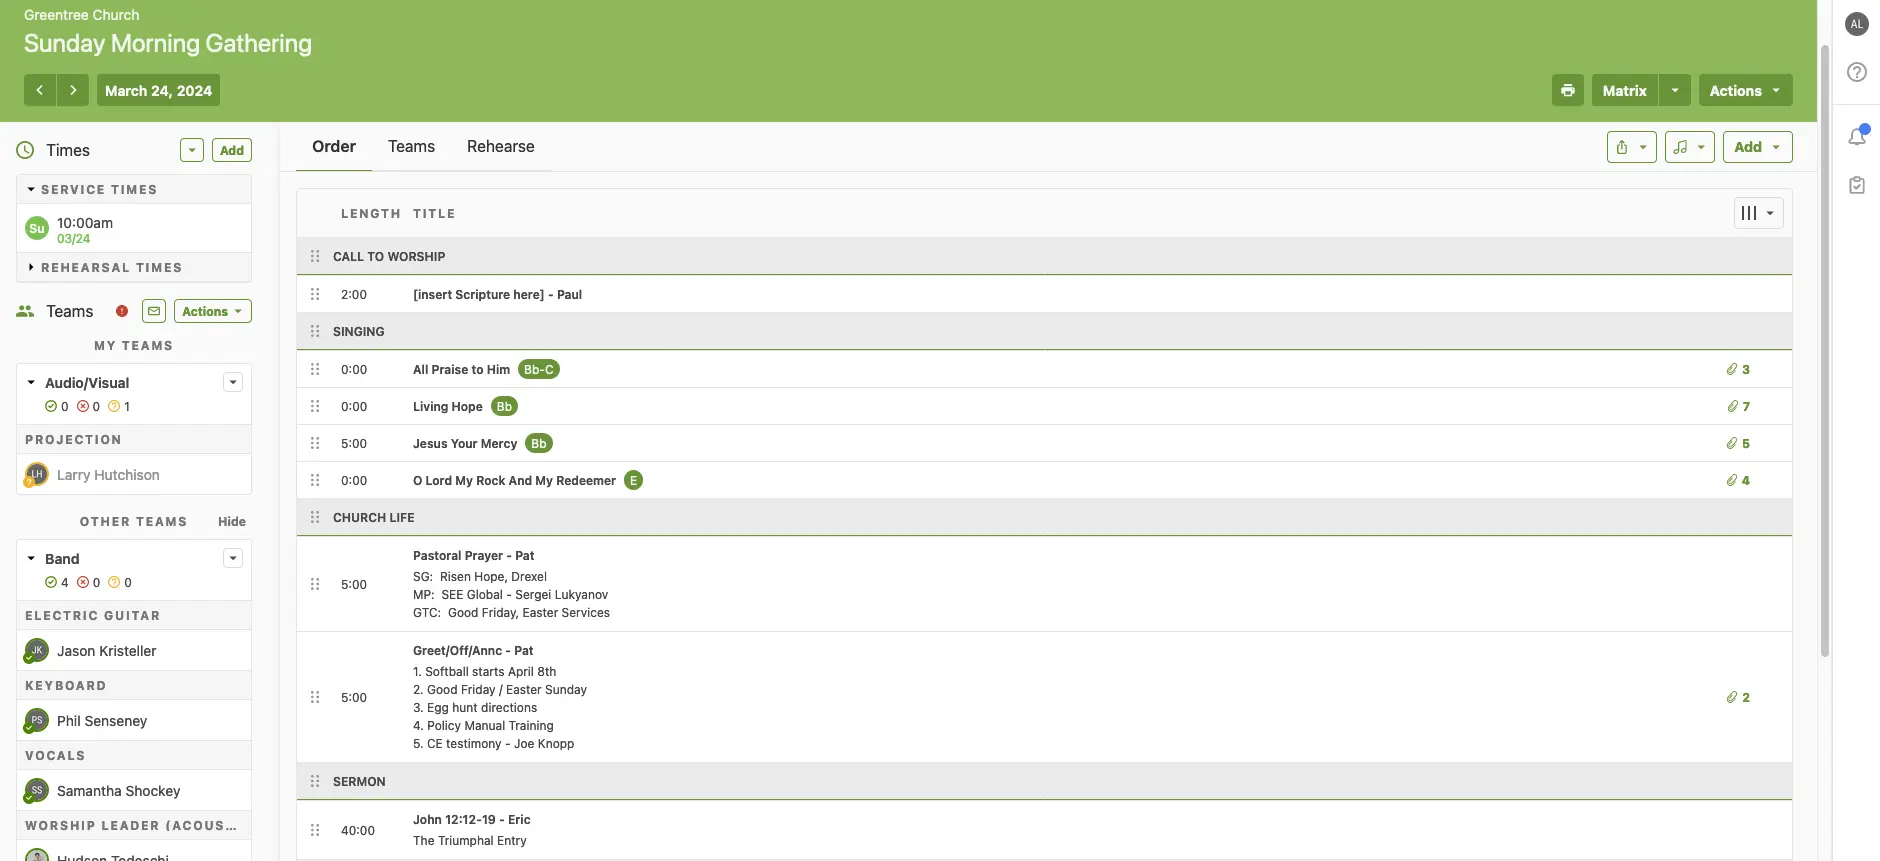 Greentree Church
Sunday Morning Gathering
March 24, 2024
Matrix
Actions
AL
Times
Add
SERVICE TIMES
Su
10:00am
03/24
REHEARSAL TIMES
Teams
Actions
MY TEAMS
Audio/Visual
0 0 1
PROJECTION
LH
Larry Hutchison
OTHER TEAMS
Hide
Band
4 0 0
ELECTRIC GUITAR
JK
Jason Kristeller
KEYBOARD
PS
Phil Senseney
VOCALS
SS
Samantha Shockey
WORSHIP LEADER (ACOUS...
Hudson Tedeschi
Order Teams Rehearse
Add
LENGTH TITLE
CALL TO WORSHIP
2:00 [insert Scripture here] - Paul
SINGING
0:00 All Praise to Him Bb-C 3
0:00 Living Hope Bb 7
5:00 Jesus Your Mercy Bb 5
0:00 O Lord My Rock And My Redeemer E 4
CHURCH LIFE
5:00
Pastoral Prayer - Pat
SG: Risen Hope, Drexel
MP: SEE Global - Sergei Lukyanov
GTC: Good Friday, Easter Services
5:00
Greet/Off/Annc - Pat
1. Softball starts April 8th
2. Good Friday / Easter Sunday
3. Egg hunt directions
4. Policy Manual Training
5. CE testimony - Joe Knopp
2
SERMON
40:00
John 12:12-19 - Eric
The Triumphal Entry